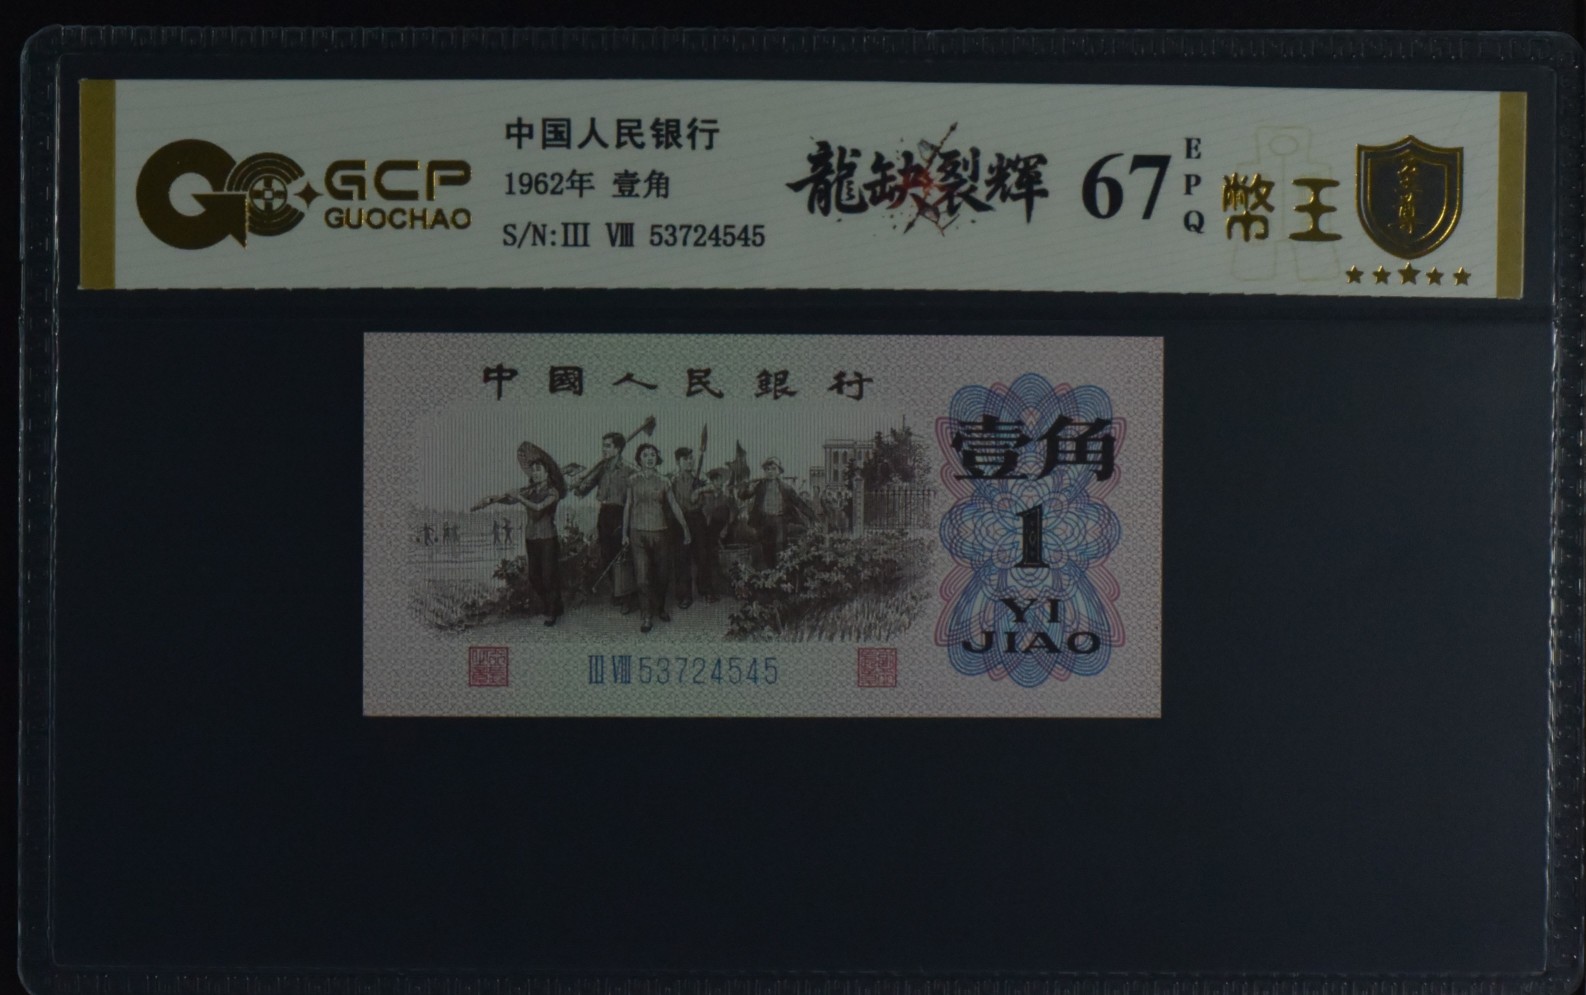 GCP
GUOCHAO
中国人民银行
1962年 壹角
S/N:III VIII 53724545
龍缺裂辉
67
EPQ
幣王
中國人民銀行
壹角
1
YI
JIAO
III VIII 53724545